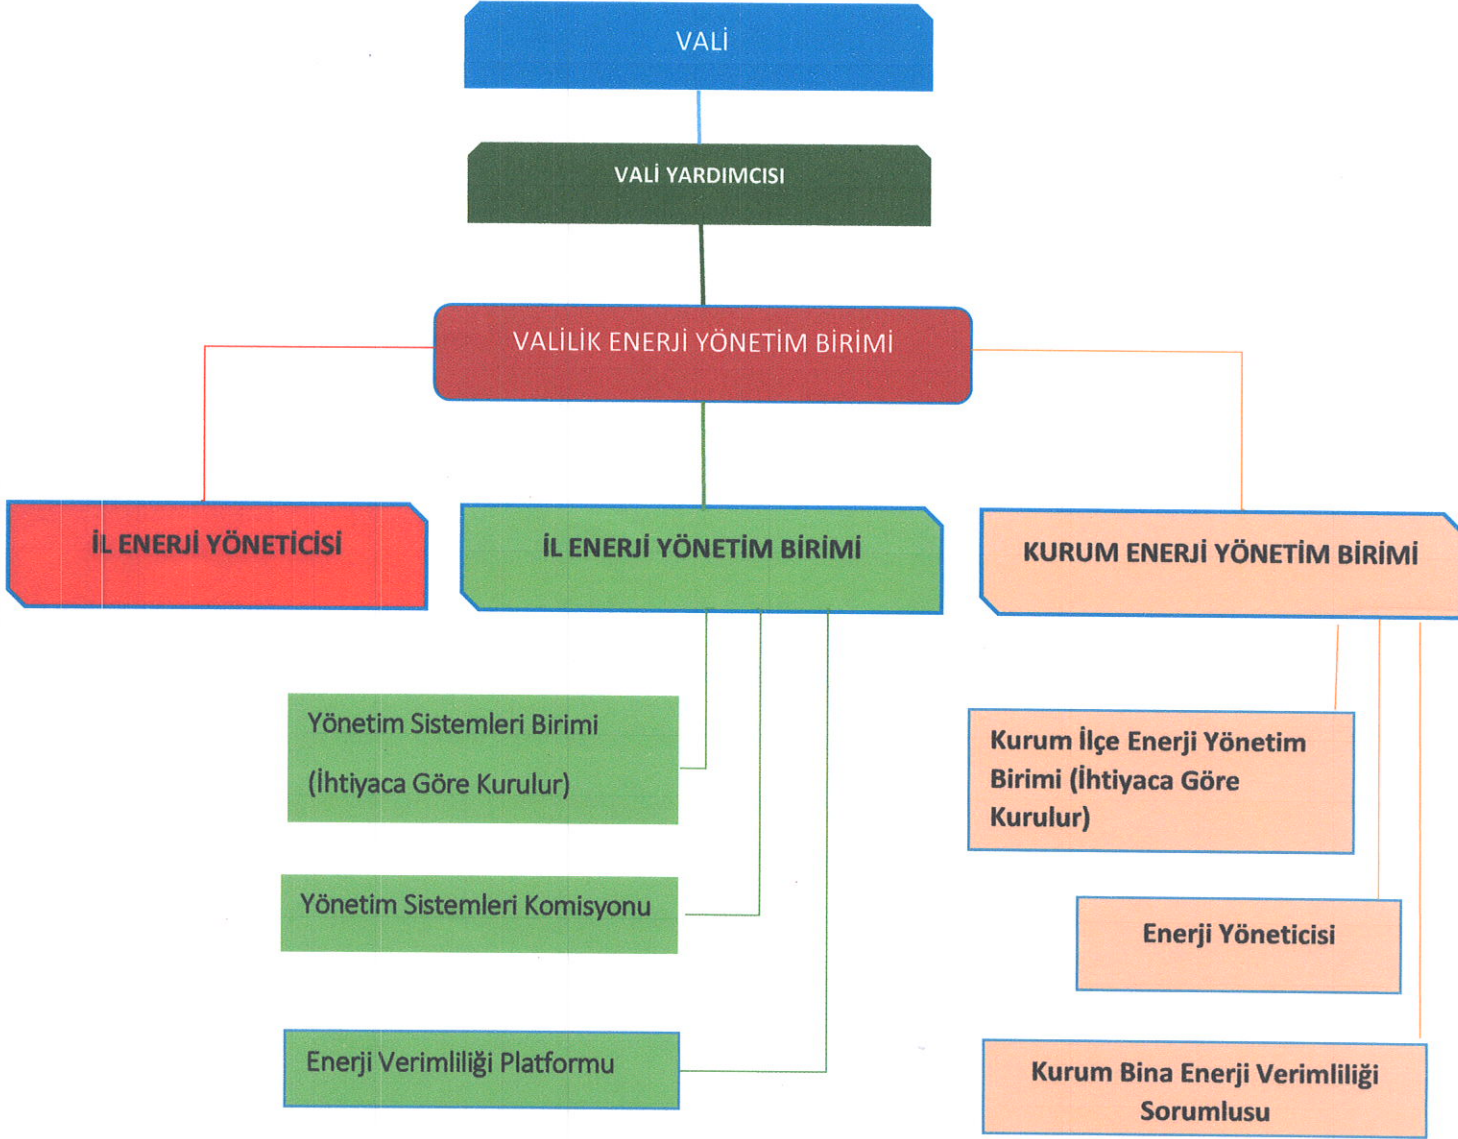 VALİ
VALİ YARDIMCISI
VALİLİK ENERJİ YÖNETİM BİRİMİ
İL ENERJİ YÖNETİCİSİ
İL ENERJİ YÖNETİM BİRİMİ
KURUM ENERJİ YÖNETİM BİRİMİ
Yönetim Sistemleri Birimi
(İhtiyaca Göre Kurulur)
Yönetim Sistemleri Komisyonu
Enerji Verimliliği Platformu
Kurum İlçe Enerji Yönetim
Birimi (İhtiyaca Göre
Kurulur)
Enerji Yöneticisi
Kurum Bina Enerji Verimliliği
Sorumlusu